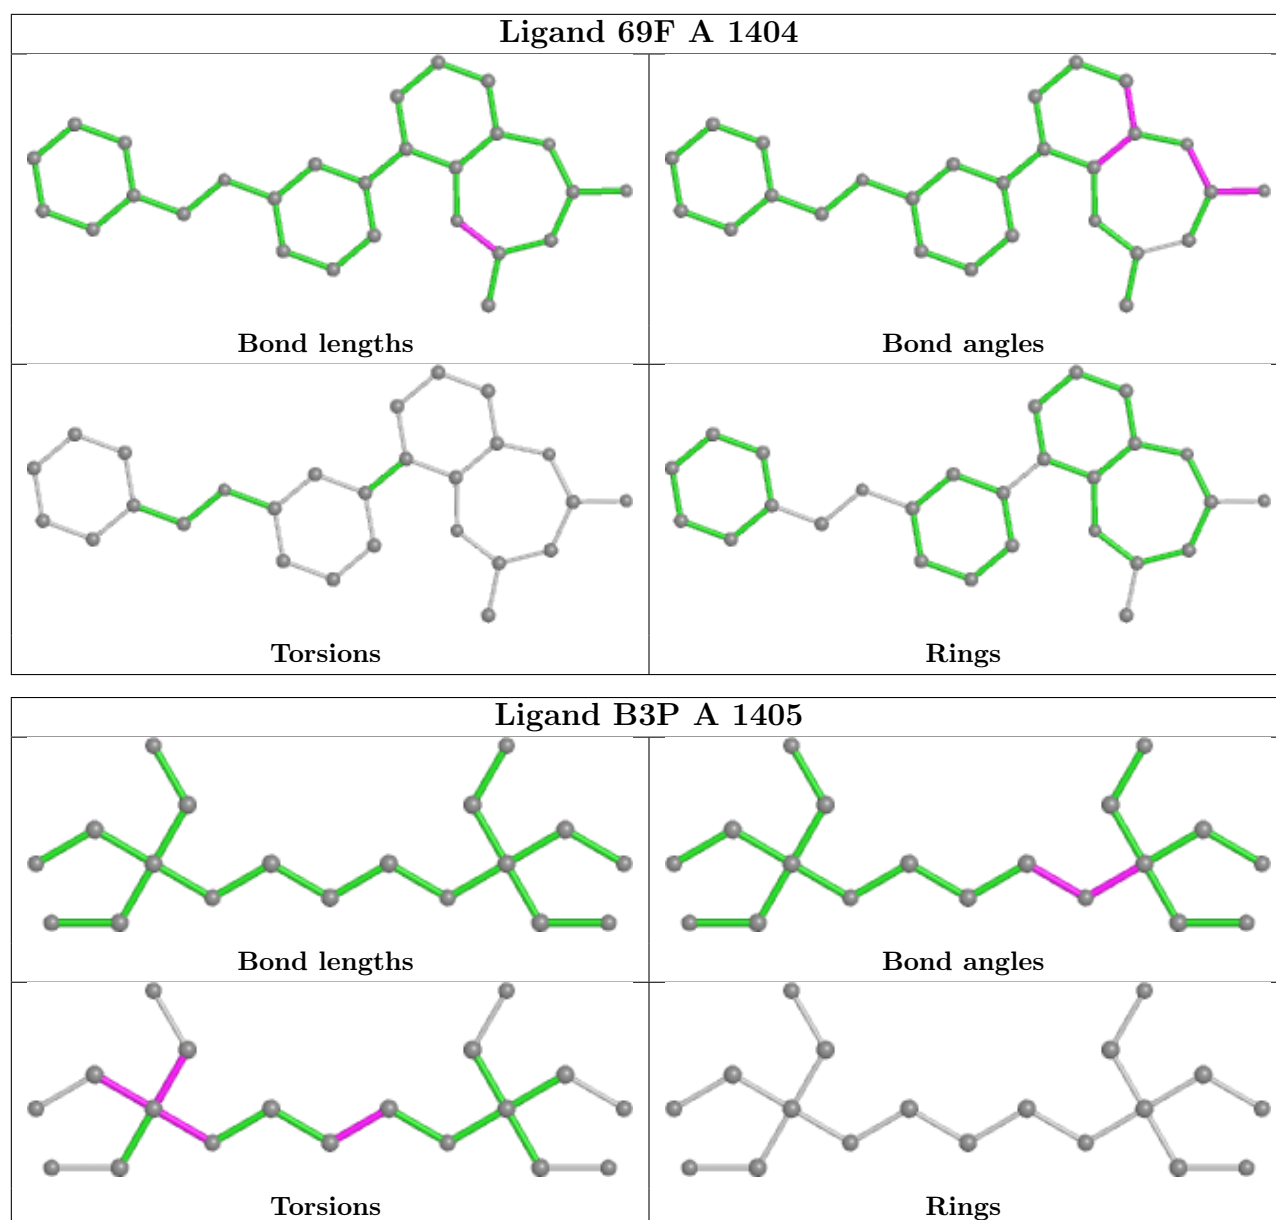 Ligand 69F A 1404
Bond lengths
Bond angles
Torsions
Rings
Ligand B3P A 1405
Bond lengths
Bond angles
Torsions
Rings